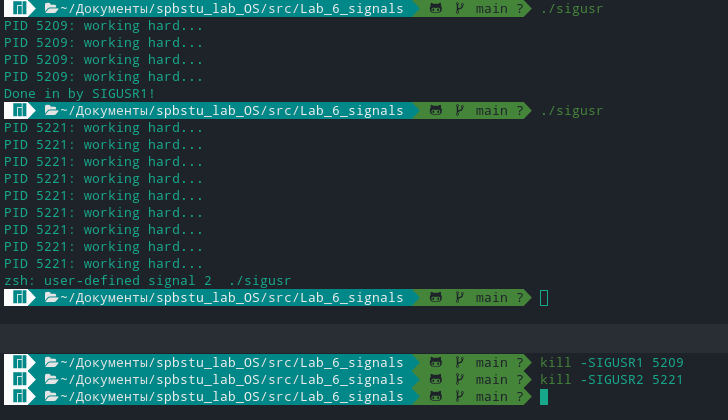 ~/Документы/spbstu_lab_OS/src/Lab_6_signals main ? ./sigusr
PID 5209: working hard...
PID 5209: working hard...
PID 5209: working hard...
PID 5209: working hard...
Done in by SIGUSR1!
~/Документы/spbstu_lab_OS/src/Lab_6_signals main ? ./sigusr
PID 5221: working hard...
PID 5221: working hard...
PID 5221: working hard...
PID 5221: working hard...
PID 5221: working hard...
PID 5221: working hard...
PID 5221: working hard...
PID 5221: working hard...
PID 5221: working hard...
zsh: user-defined signal 2  ./sigusr
~/Документы/spbstu_lab_OS/src/Lab_6_signals main ?
~/Документы/spbstu_lab_OS/src/Lab_6_signals main ? kill -SIGUSR1 5209
~/Документы/spbstu_lab_OS/src/Lab_6_signals main ? kill -SIGUSR2 5221
~/Документы/spbstu_lab_OS/src/Lab_6_signals main ?